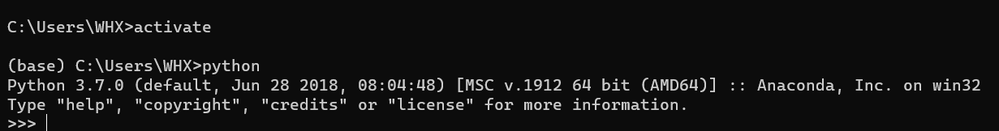 C:\Users\WHX>activate
(base) C:\Users\WHX>python
Python 3.7.0 (default, Jun 28 2018, 08:04:48) [MSC v.1912 64 bit (AMD64)] :: Anaconda, Inc. on win32
Type "help", "copyright", "credits" or "license" for more information.
>>>